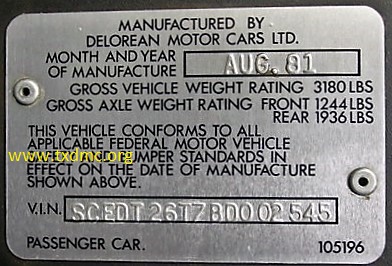 MANUFACTURED BY
DELOREAN MOTOR CARS LTD.
MONTH AND YEAR
OF MANUFACTURE AUG. 81
GROSS VEHICLE WEIGHT RATING 3180 LBS
GROSS AXLE WEIGHT RATING FRONT 1244 LBS
REAR 1936 LBS
THIS VEHICLE CONFORMS TO ALL
APPLICABLE FEDERAL MOTOR VEHICLE
www.txdmc.org BUMPER STANDARDS IN
EFFECT ON THE DATE OF MANUFACTURE
SHOWN ABOVE.
V.I.N. SCEDT26TZBD002545
PASSENGER CAR. 105196